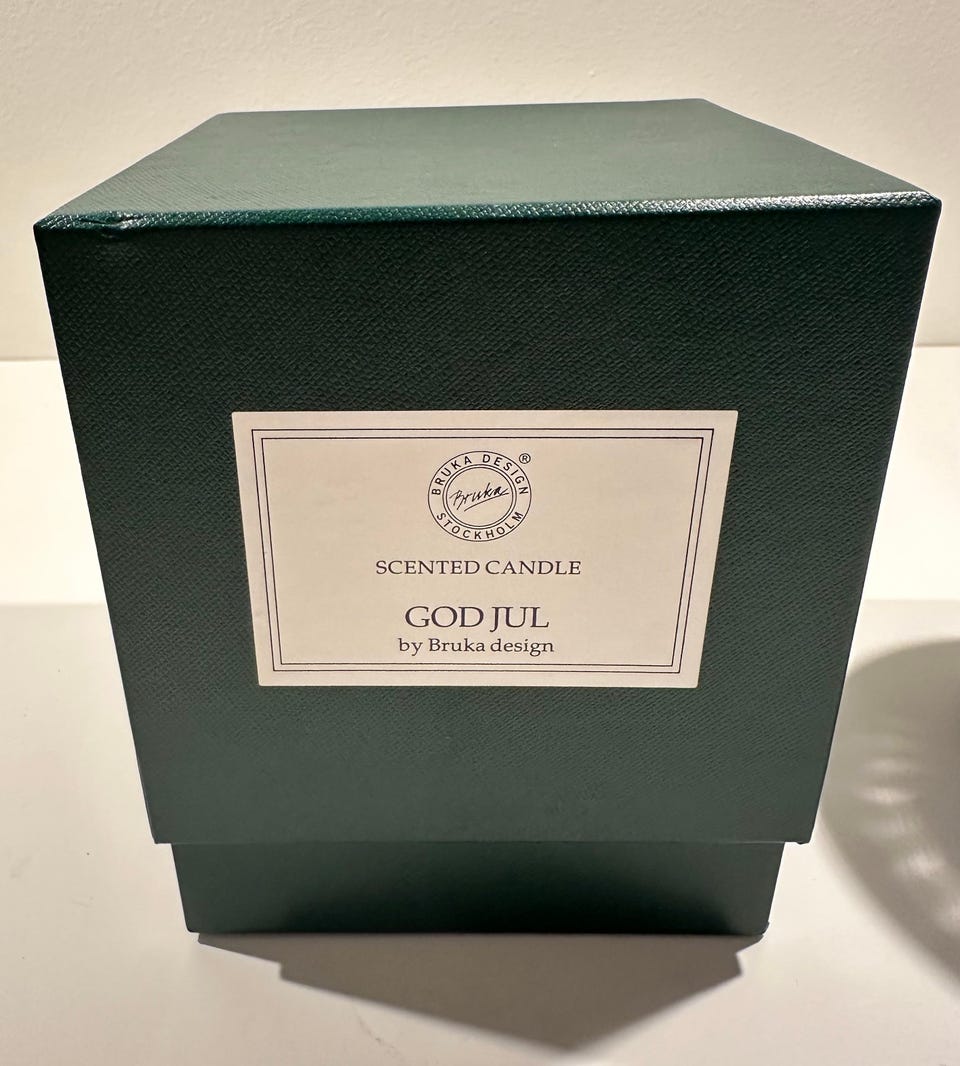 BRUKA DESIGN ®
Bruka
STOCKHOLM
SCENTED CANDLE
GOD JUL
by Bruka design